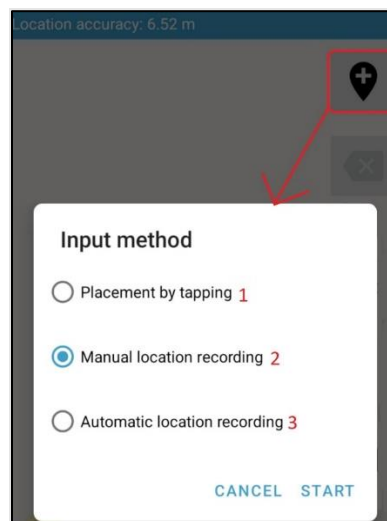 Location accuracy: 6.52 m
Input method
Placement by tapping 1
Manual location recording 2
Automatic location recording 3
CANCEL START